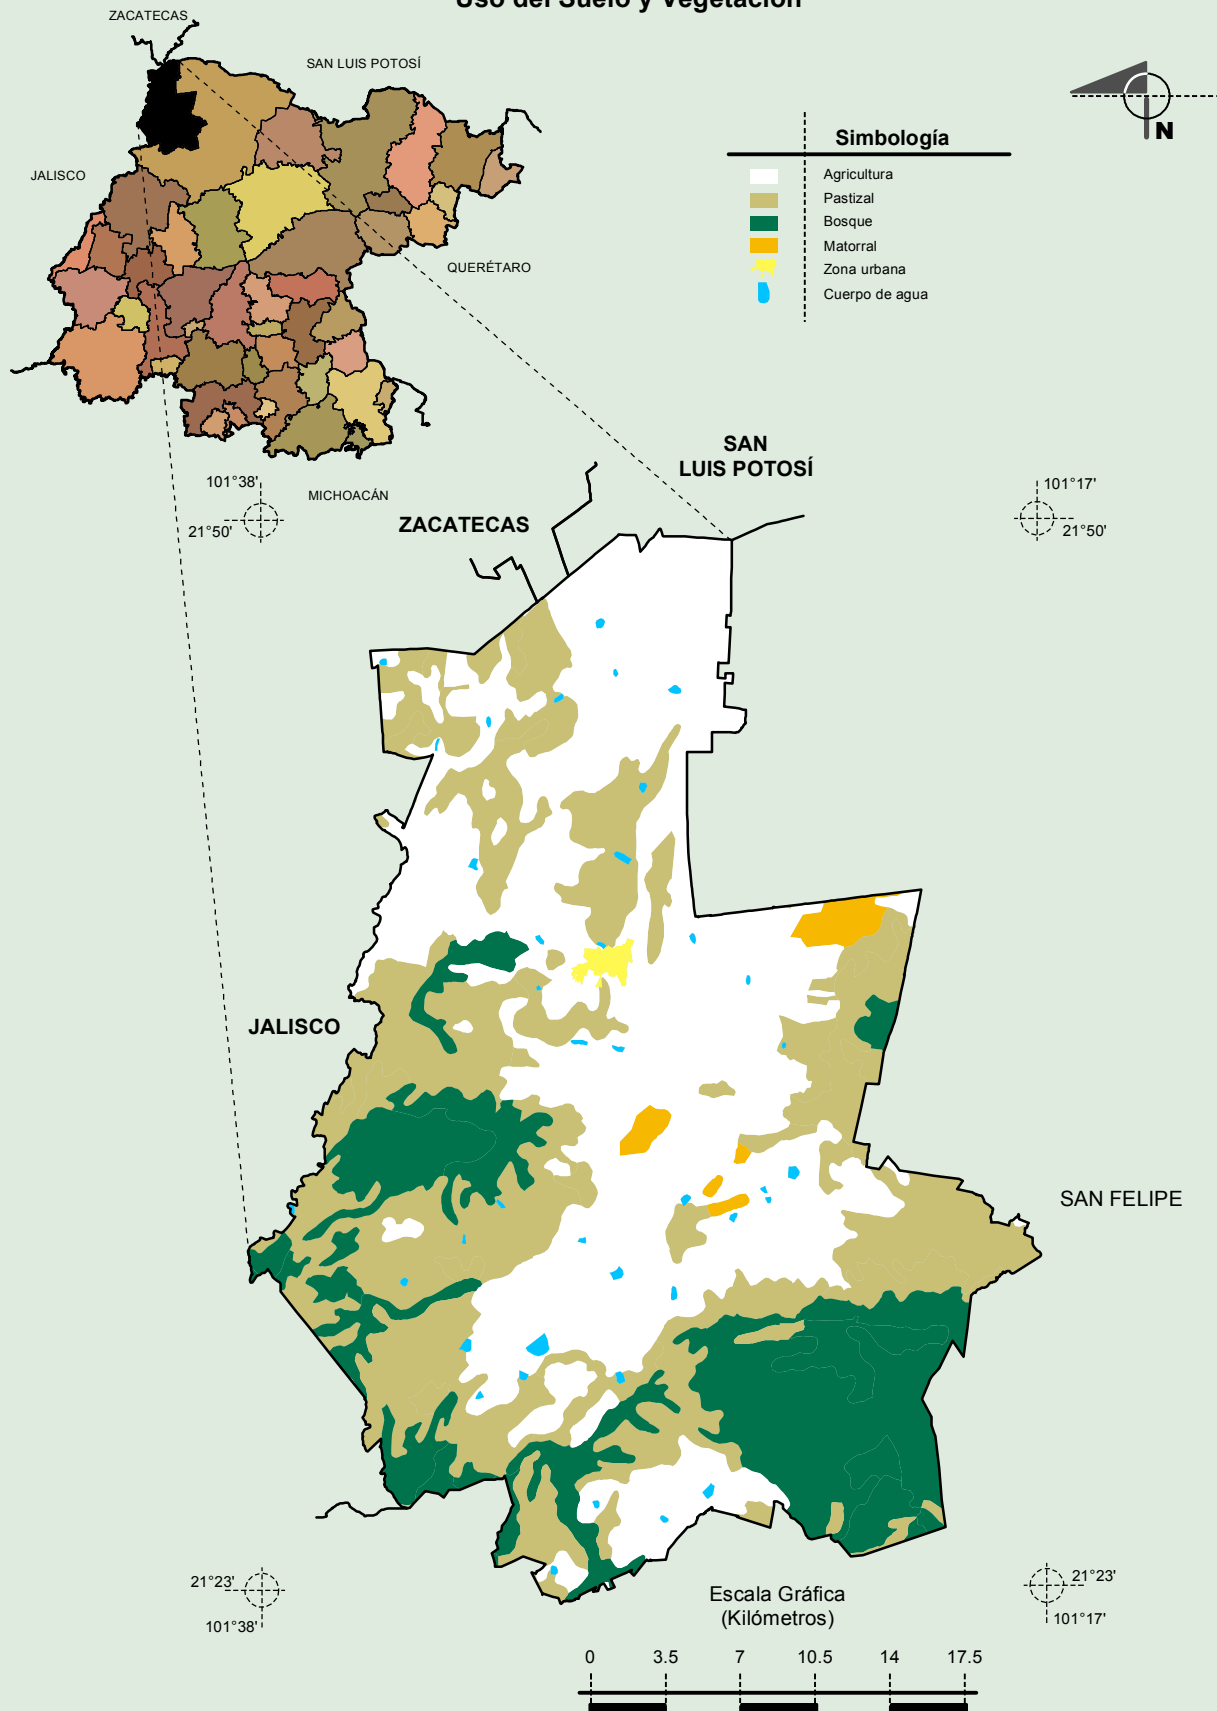 Uso del Suelo y Vegetación
ZACATECAS
SAN LUIS POTOSÍ
JALISCO
QUERÉTARO
MICHOACÁN
N
Simbología
Agricultura
Pastizal
Bosque
Matorral
Zona urbana
Cuerpo de agua
101°38'
21°50'
101°17'
21°50'
SAN
LUIS POTOSÍ
ZACATECAS
JALISCO
SAN FELIPE
21°23'
101°38'
21°23'
101°17'
Escala Gráfica
(Kilómetros)
0 3.5 7 10.5 14 17.5